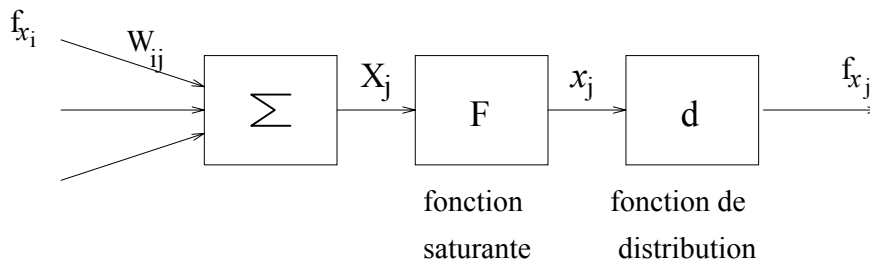 f_{x_i}
W_{ij}
Σ
X_j
F
x_j
d
f_{x_j}
fonction
saturante
fonction de
distribution